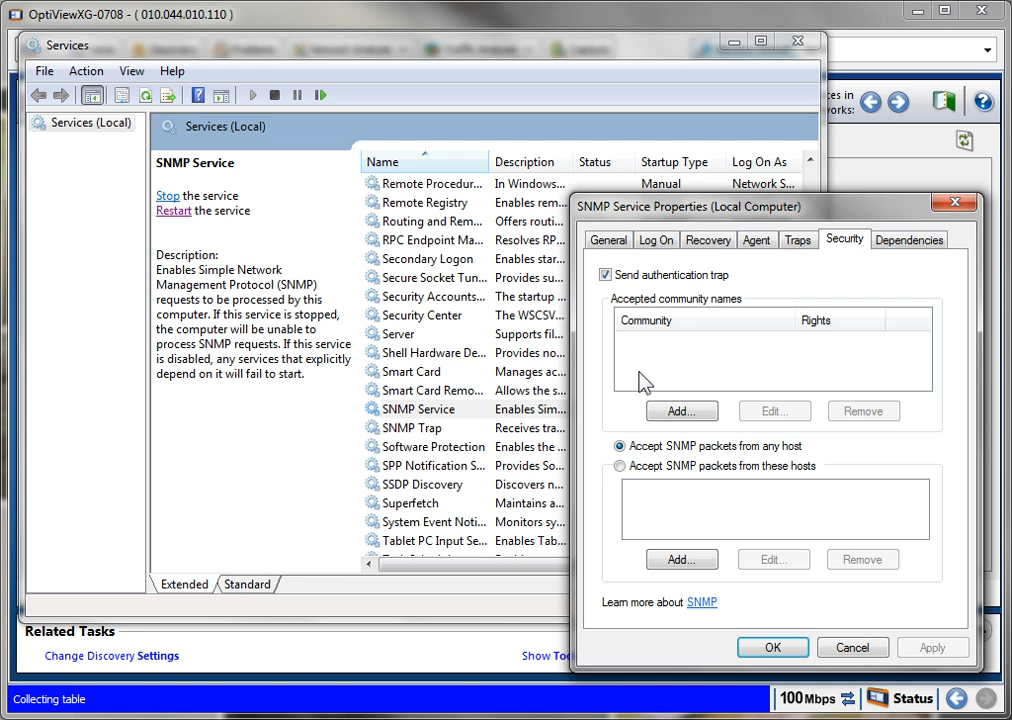 OptiViewXG-0708 - ( 010.044.010.110 )
Services
File Action View Help
ces in
works:
Services (Local)
Services (Local)
SNMP Service
Stop the service
Restart the service
Description:
Enables Simple Network
Management Protocol (SNMP)
requests to be processed by this
computer. If this service is stopped,
the computer will be unable to
process SNMP requests. If this service
is disabled, any services that explicitly
depend on it will fail to start.
Name Description Status Startup Type Log On As
Remote Procedur... In Windows... Manual Network S...
Remote Registry Enables rem...
Routing and Rem... Offers routi...
RPC Endpoint Ma... Resolves RP...
Secondary Logon Enables star...
Secure Socket Tun... Provides su...
Security Accounts... The startup ...
Security Center The WSCSV...
Server Supports fil...
Shell Hardware De... Provides no...
Smart Card Manages ac...
Smart Card Remo... Allows the s...
SNMP Service Enables Sim...
SNMP Trap Receives tra...
Software Protection Enables the ...
SPP Notification S... Provides So...
SSDP Discovery Discovers n...
Superfetch Maintains a...
System Event Noti... Monitors sy...
Tablet PC Input Se... Enables Tab...
Extended Standard
SNMP Service Properties (Local Computer)
General Log On Recovery Agent Traps Security Dependencies
Send authentication trap
Accepted community names
Community Rights
Add... Edit... Remove
Accept SNMP packets from any host
Accept SNMP packets from these hosts
Add... Edit... Remove
Learn more about SNMP
OK Cancel Apply
Related Tasks
Change Discovery Settings
Show Too
Collecting table
100Mbps Status